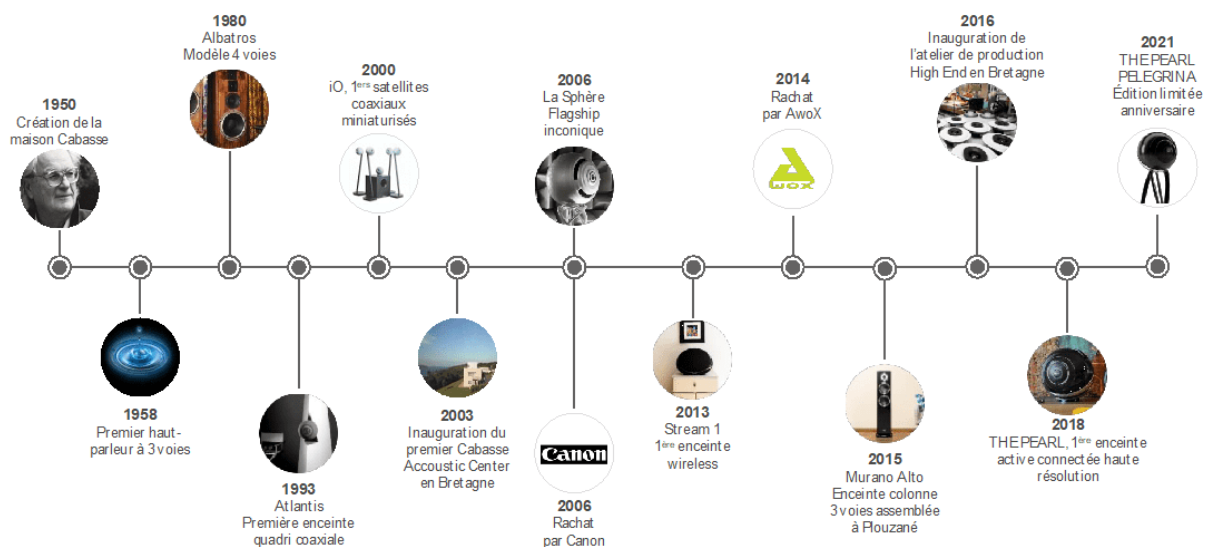 1950
Création de la
maison Cabasse
1958
Premier haut-
parleur à 3 voies
1980
Albatros
Modèle 4 voies
1993
Atlantis
Première enceinte
quadri coaxiale
2000
iO, 1ers satellites
coaxiaux
miniaturisés
2003
Inauguration du
premier Cabasse
Accoustic Center
en Bretagne
2006
La Sphère
Flagship
inconique
Canon
2006
Rachat
par Canon
2013
Stream 1
1ère enceinte
wireless
2014
Rachat
par AwoX
AWOX
2015
Murano Alto
Enceinte colonne
3 voies assemblée
à Plouzané
2016
Inauguration de
l'atelier de production
High End en Bretagne
2018
THE PEARL, 1ère enceinte
active connectée haute
résolution
2021
THE PEARL
PELEGRINA
Édition limitée
anniversaire